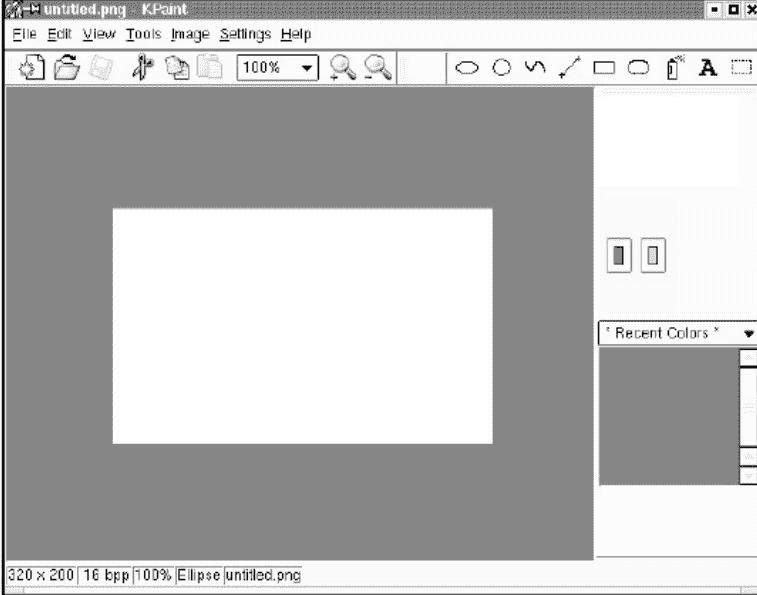 untitled.png - KPaint
File Edit View Tools Image Settings Help
100%
A
* Recent Colors *
320 x 200 16 bpp 100% Ellipse untitled.png